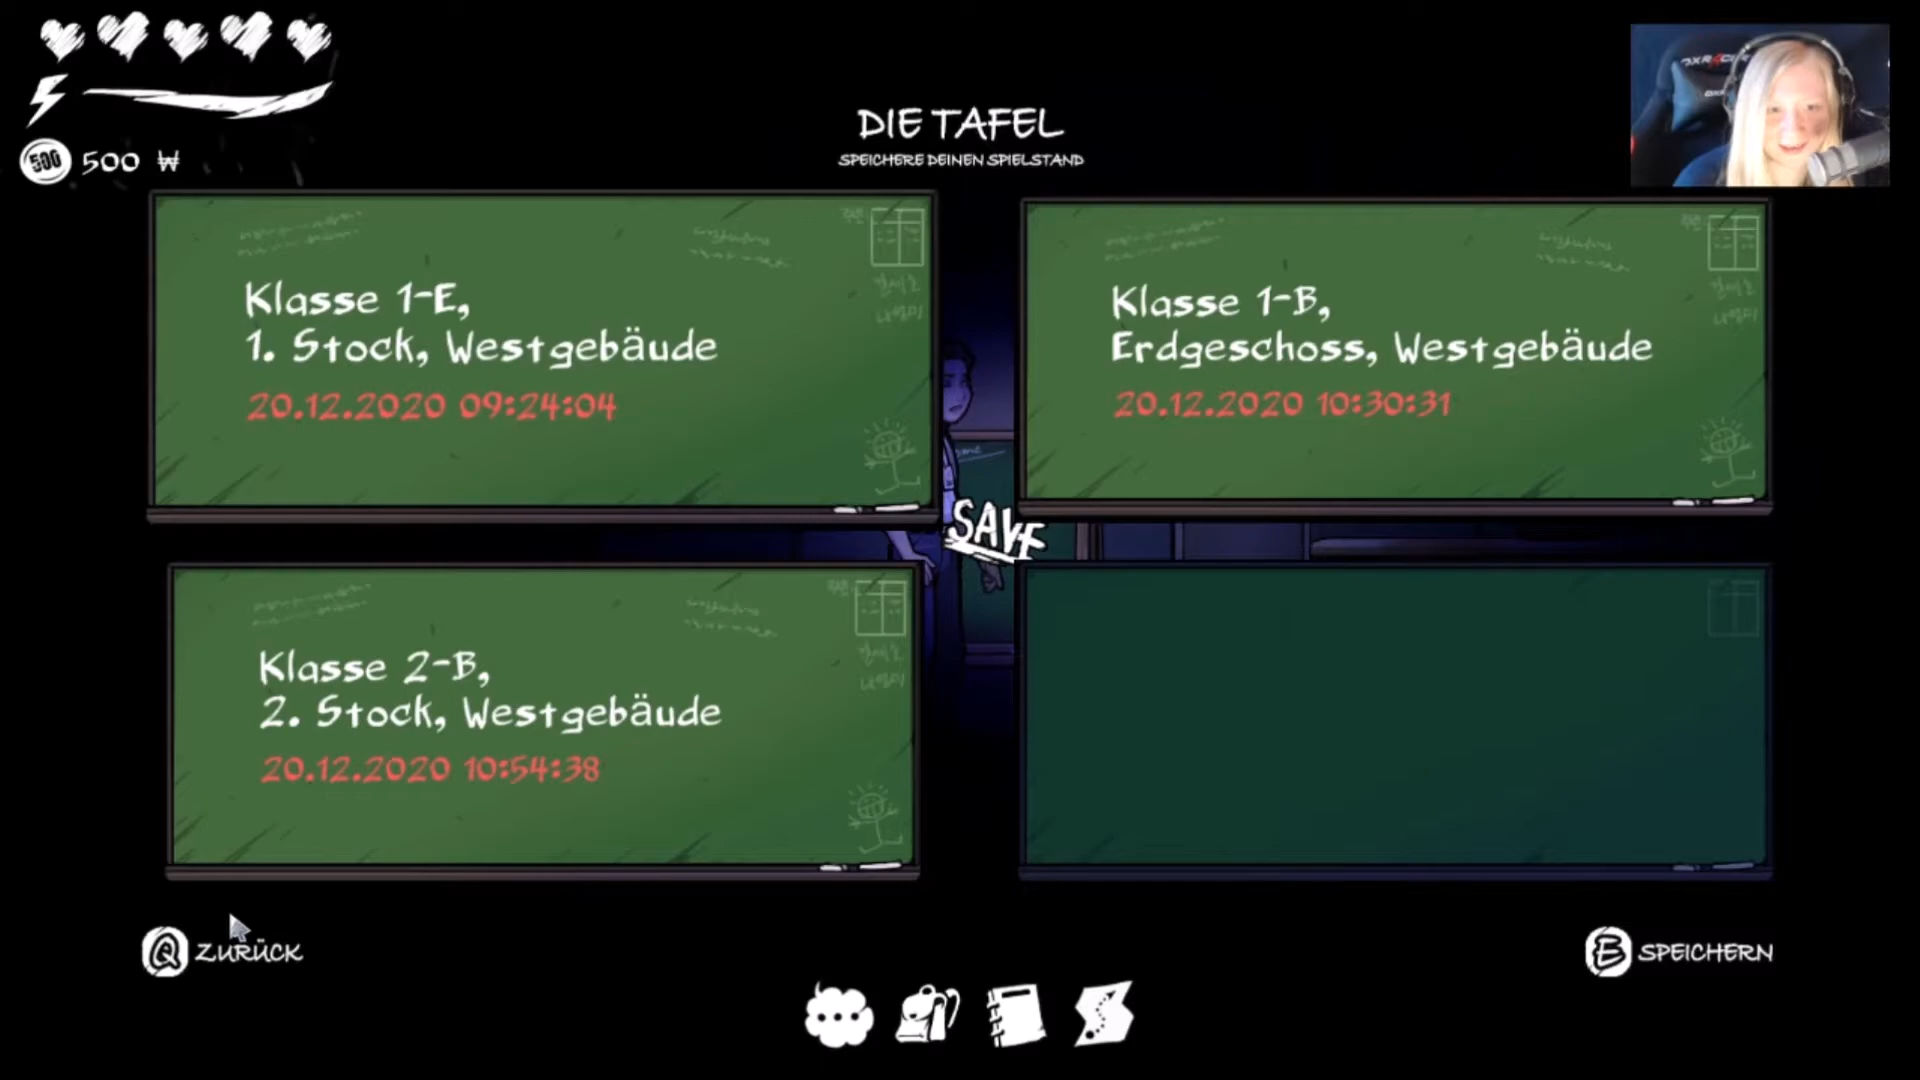 500 ₩
DIE TAFEL
SPEICHERE DEINEN SPIELSTAND
Klasse 1-E,
1. Stock, Westgebäude
20.12.2020 09:24:04
Klasse 1-B,
Erdgeschoss, Westgebäude
20.12.2020 10:30:31
SAVE
Klasse 2-B,
2. Stock, Westgebäude
20.12.2020 10:54:38
Q ZURÜCK
B SPEICHERN